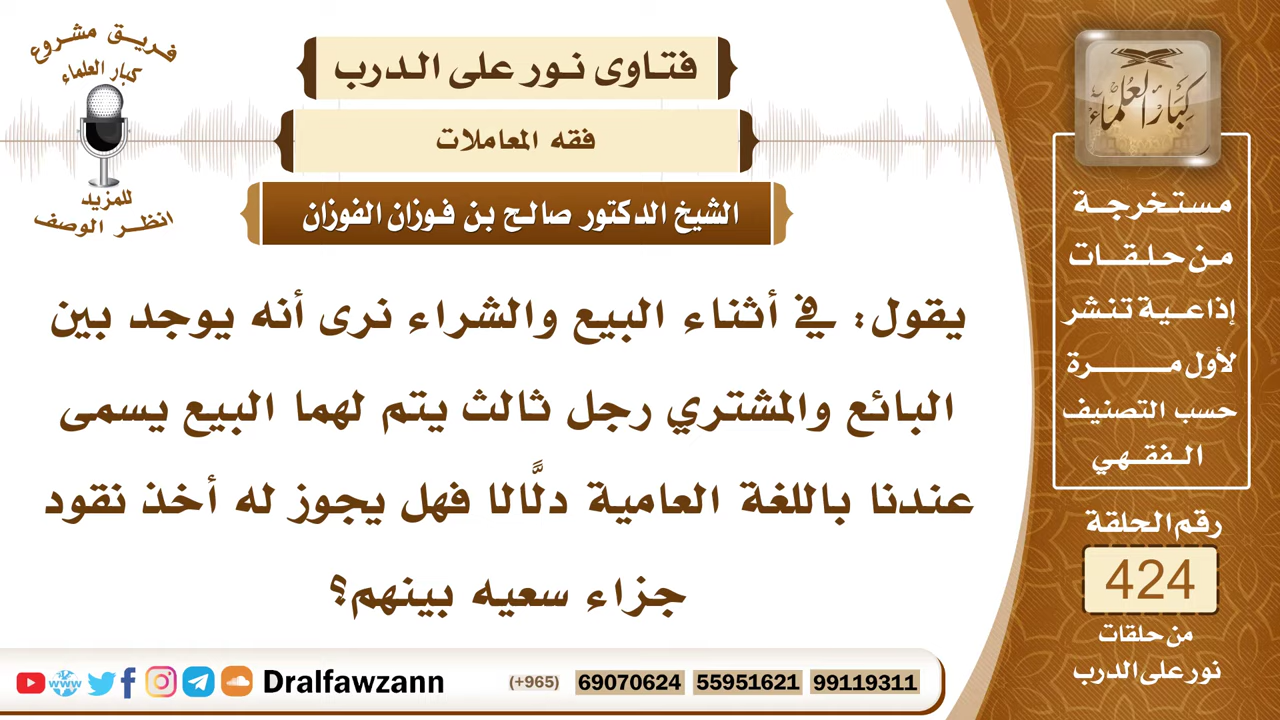 فريق مشروع
كبار العلماء
للمزيد
انظر الوصف
فتاوى نور على الدرب
فقه المعاملات
الشيخ الدكتور صالح بن فوزان الفوزان
يقول: في أثناء البيع والشراء نرى أنه يوجد بين
البائع والمشتري رجل ثالث يتم لهما البيع يسمى
عندنا باللغة العامية دلَّالا فهل يجوز له أخذ نقود
جزاء سعيه بينهم؟
كبار العلماء
مستخرجة
من حلقات
إذاعية تنشر
لأول مرة
حسب التصنيف
الفقهي
رقم الحلقة
424
من حلقات
نور على الدرب
www Dralfawzann (+965) 69070624 55951621 99119311